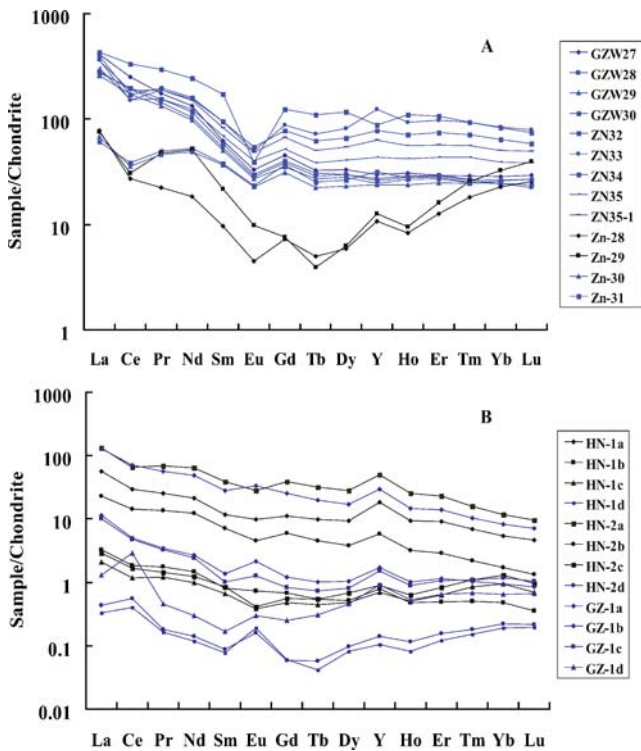 1000
A
100
10
1
Sample/Chondrite
La Ce Pr Nd Sm Eu Gd Tb Dy Y Ho Er Tm Yb Lu
GZW27
GZW28
GZW29
GZW30
ZN32
ZN33
ZN34
ZN35
ZN35-1
Zn-28
Zn-29
Zn-30
Zn-31
1000
B
100
10
1
0.1
0.01
Sample/Chondrite
La Ce Pr Nd Sm Eu Gd Tb Dy Y Ho Er Tm Yb Lu
HN-1a
HN-1b
HN-1c
HN-1d
HN-2a
HN-2b
HN-2c
HN-2d
GZ-1a
GZ-1b
GZ-1c
GZ-1d